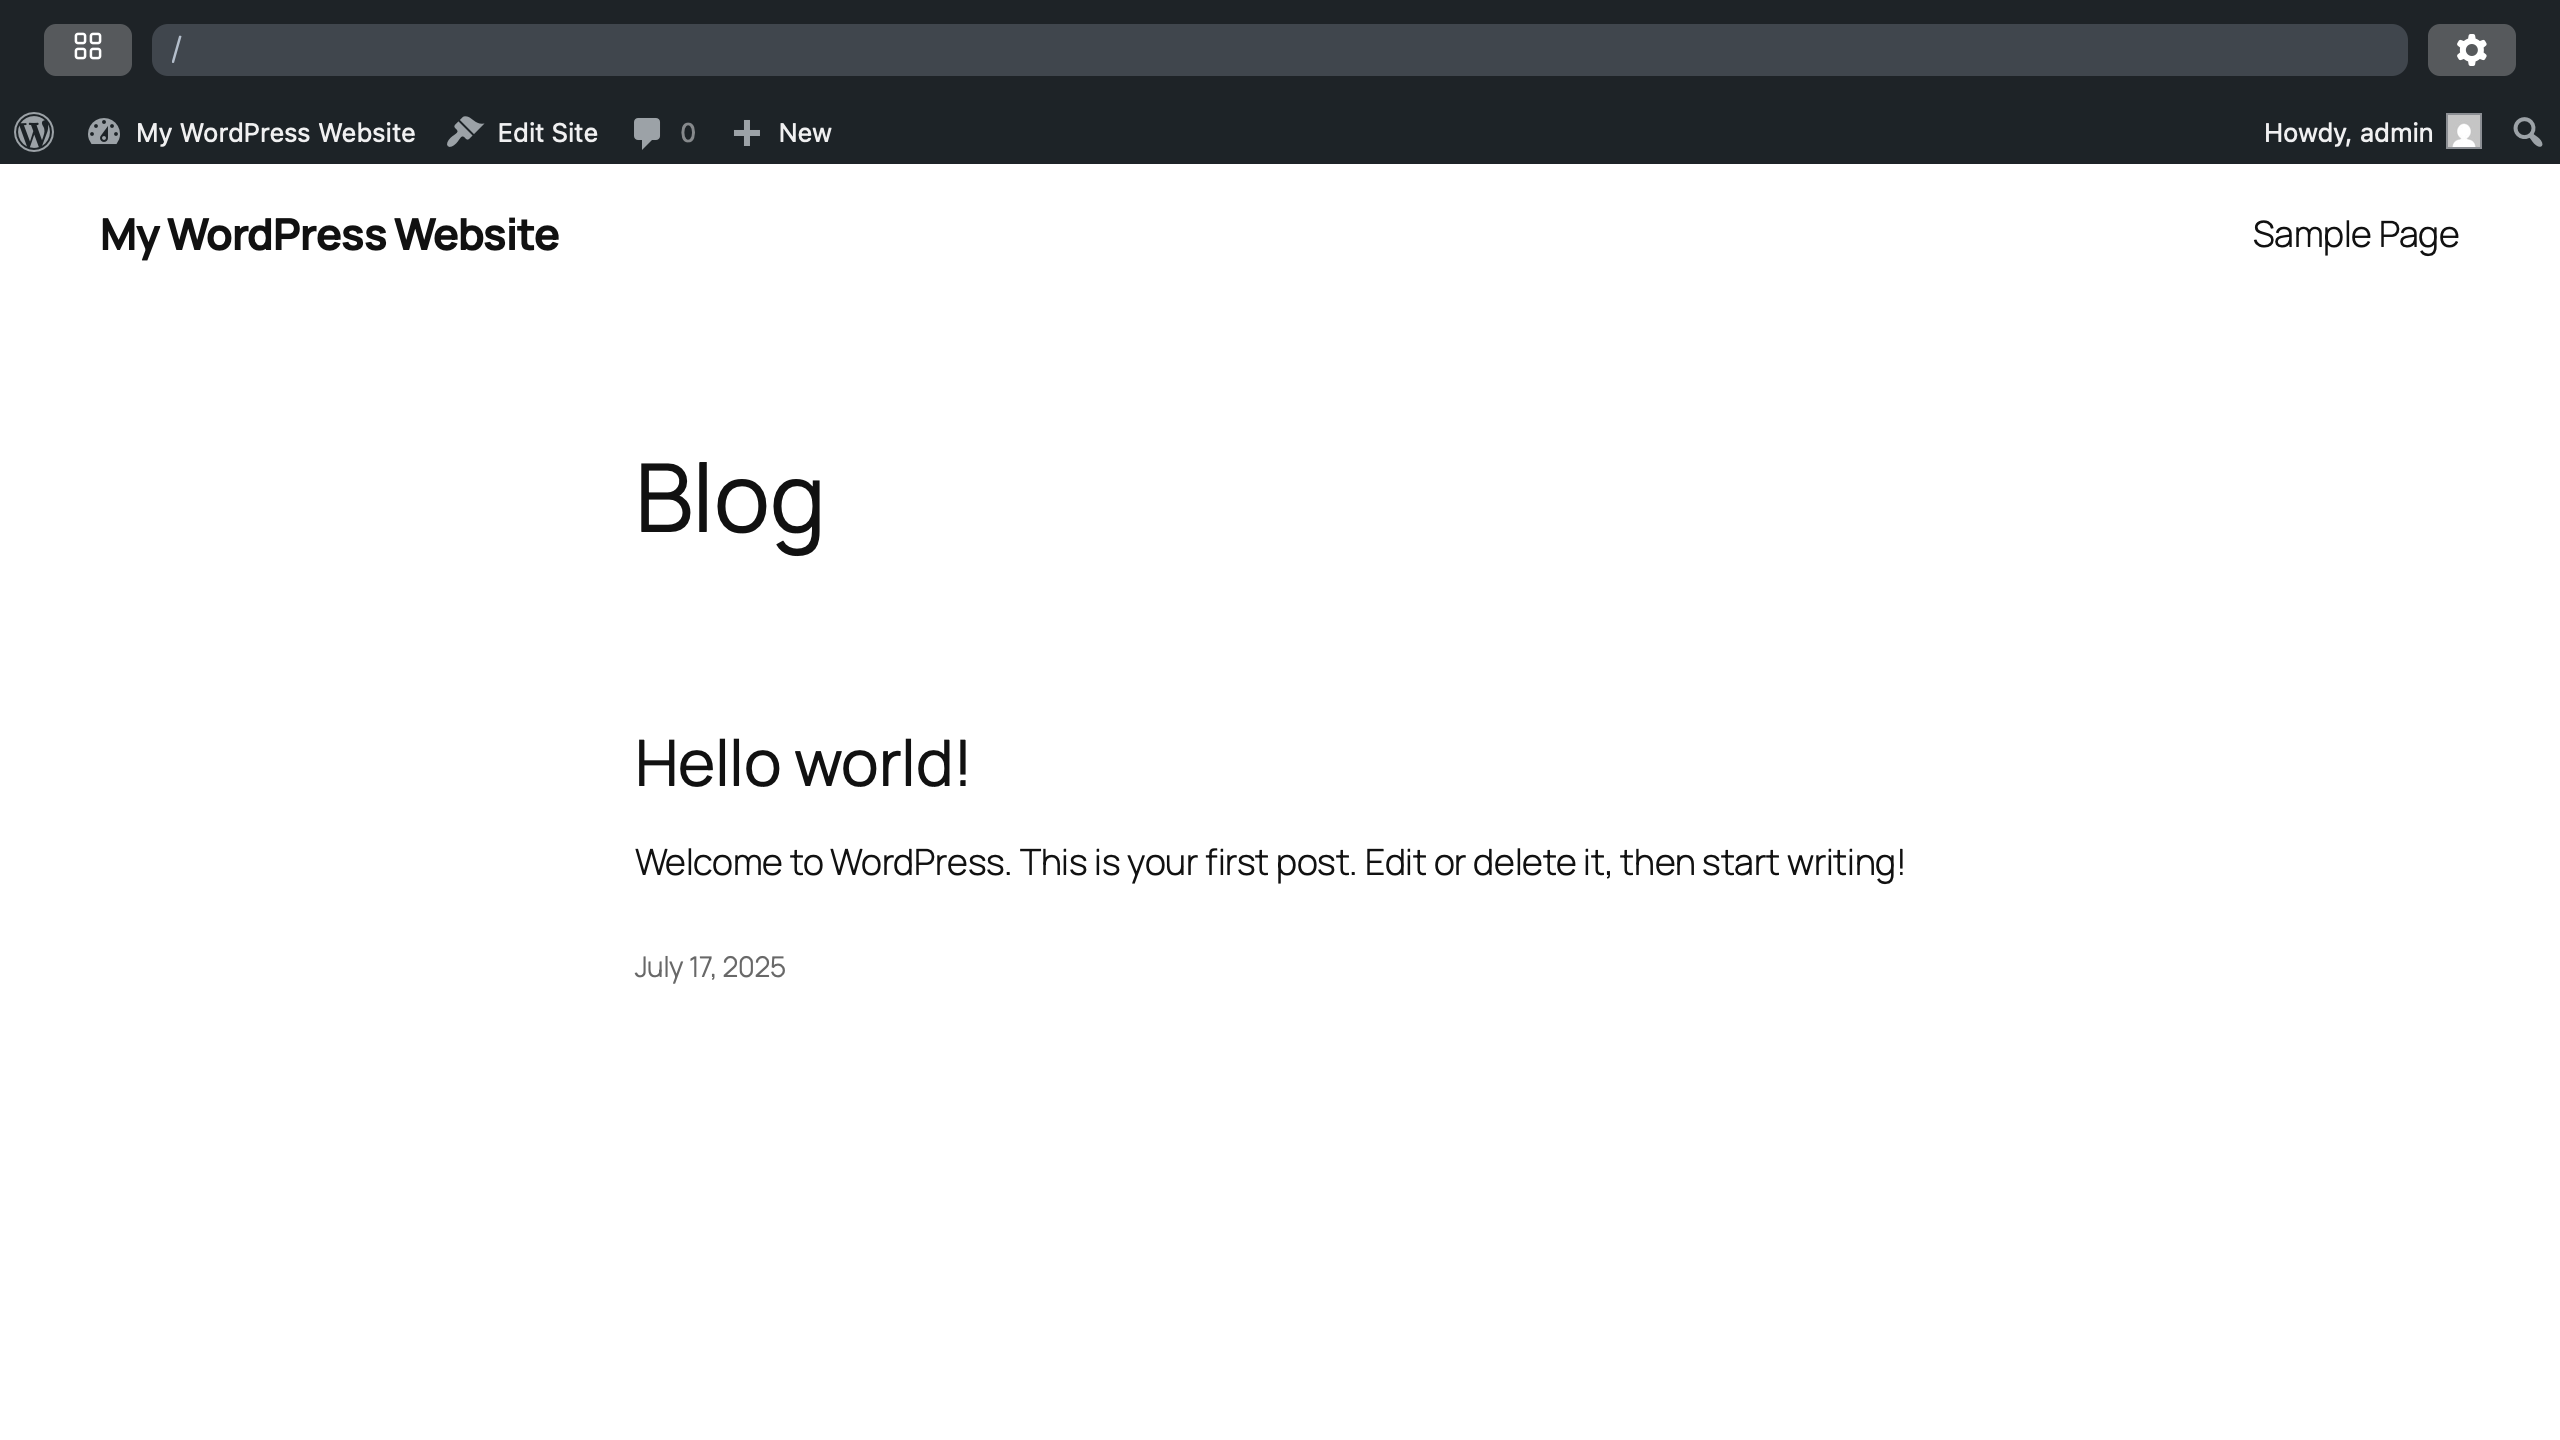 /
My WordPress Website Edit Site 0 New Howdy, admin
My WordPress Website Sample Page
Blog
Hello world!
Welcome to WordPress. This is your first post. Edit or delete it, then start writing!
July 17, 2025